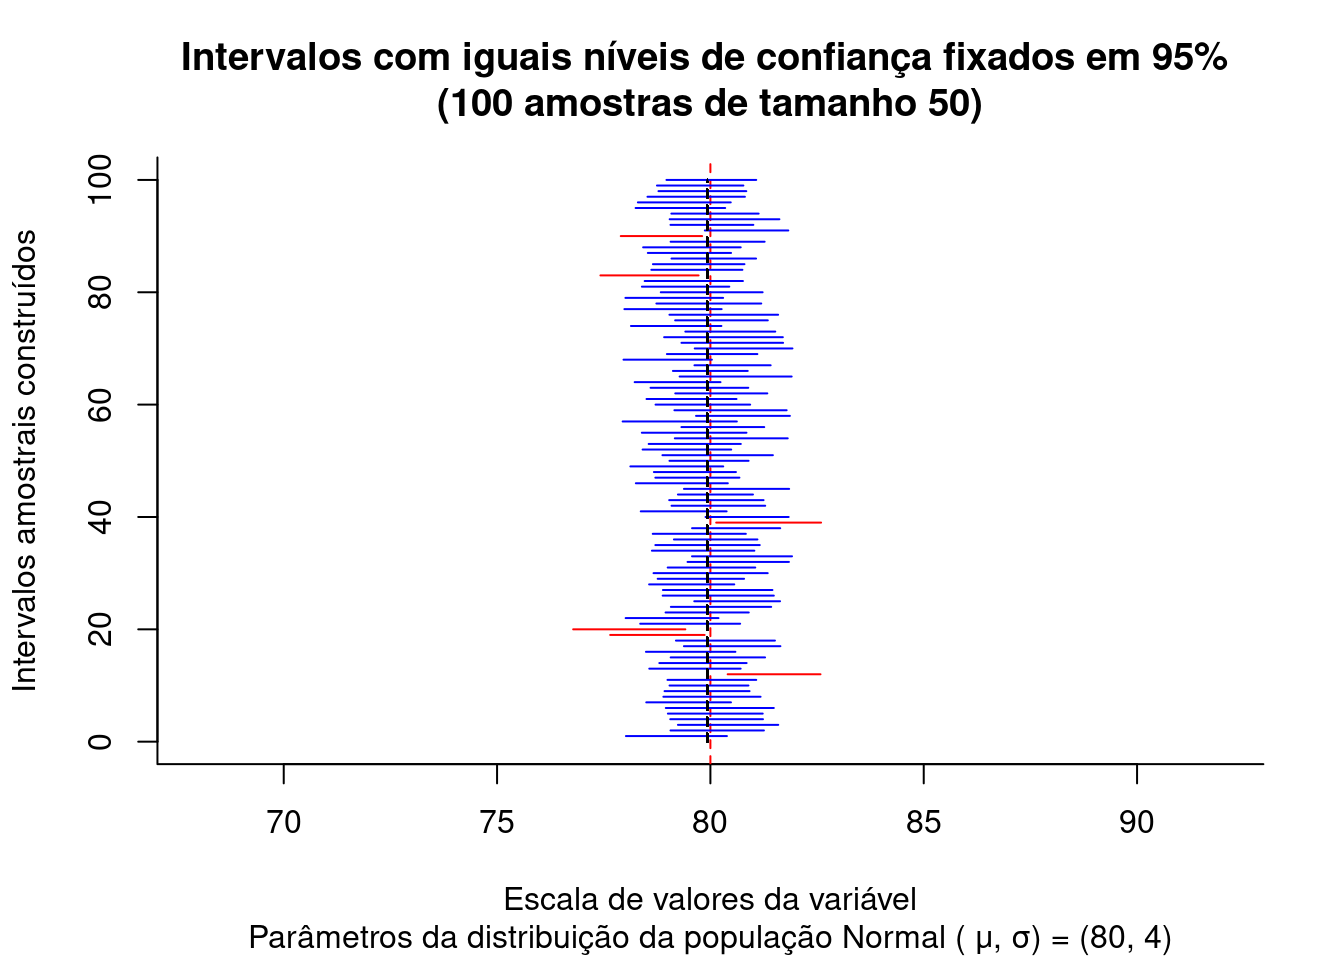 Intervalos com iguais níveis de confiança fixados em 95%
(100 amostras de tamanho 50)
Intervalos amostrais construídos
100
80
60
40
20
0
70 75 80 85 90
Escala de valores da variável
Parâmetros da distribuição da população Normal ( μ, σ) = (80, 4)